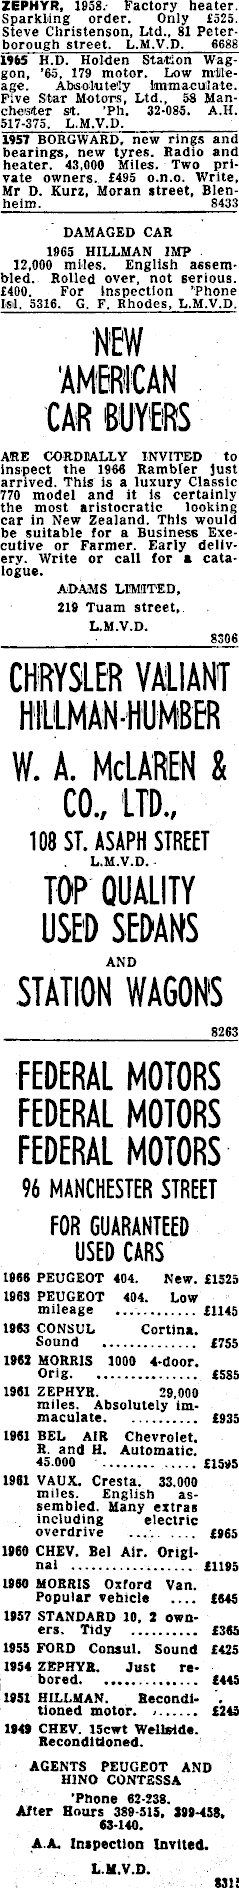 ZEPHYR, 1958. Factory heater.
Sparkling order. Only £525.
Steve Christenson, Ltd., 81 Peter-
borough street. L.M.V.D. 6688
1965 H.D. Holden Station Wag-
gon, '65, 179 motor. Low mile-
age. Absolutely immaculate.
Five Star Motors, Ltd., 58 Man-
chester st. 'Ph. 32-085. A.H.
517-375. L.M.V.D.
1957 BORGWARD, new rings and
bearings, new tyres. Radio and
heater. 43,000 Miles. Two pri-
vate owners. £495 o.n.o. Write,
Mr D. Kurz, Moran street, Blen-
heim. 8433
DAMAGED CAR
1965 HILLMAN IMP
12,000 miles. English assem-
bled. Rolled over, not serious.
£400. For inspection 'Phone
Isl. 5316. G. F. Rhodes, L.M.V.D.
NEW
AMERICAN
CAR BUYERS
ARE CORDIALLY INVITED to
inspect the 1966 Rambler just
arrived. This is a luxury Classic
770 model and it is certainly
the most aristocratic looking
car in New Zealand. This would
be suitable for a Business Exe-
cutive or Farmer. Early deliv-
ery. Write or call for a cata-
logue.
ADAMS LIMITED,
219 Tuam street,
L.M.V.D.
8306
CHRYSLER VALIANT
HILLMAN-HUMBER
W. A. McLAREN &
CO., LTD.,
108 ST. ASAPH STREET
L.M.V.D.
TOP QUALITY
USED SEDANS
AND
STATION WAGONS
8263
FEDERAL MOTORS
FEDERAL MOTORS
FEDERAL MOTORS
96 MANCHESTER STREET
FOR GUARANTEED
USED CARS
1966 PEUGEOT 404. New. £1525
1963 PEUGEOT 404. Low
mileage ............ £1145
1963 CONSUL Cortina.
Sound .............. £755
1962 MORRIS 1000 4-door.
Orig. ............... £585
1961 ZEPHYR. 29,000
miles. Absolutely im-
maculate. .......... £935
1961 BEL AIR Chevrolet.
R. and H. Automatic.
45.000 .............. £1595
1961 VAUX. Cresta. 33.000
miles. English as-
sembled. Many extras
including electric
overdrive .......... £965
1960 CHEV. Bel Air. Origi-
nal .................. £1195
1960 MORRIS Oxford Van.
Popular vehicle .... £645
1957 STANDARD 10, 2 own-
ers. Tidy .......... £365
1955 FORD Consul. Sound £425
1954 ZEPHYR. Just re-
bored. .............. £445
1951 HILLMAN. Recondi-
tioned motor. ....... £245
1949 CHEV. 15cwt Wellside.
Reconditioned.
AGENTS PEUGEOT AND
HINO CONTESSA
'Phone 62-238.
After Hours 389-515, 399-458,
63-140.
A.A. Inspection Invited.
L.M.V.D.